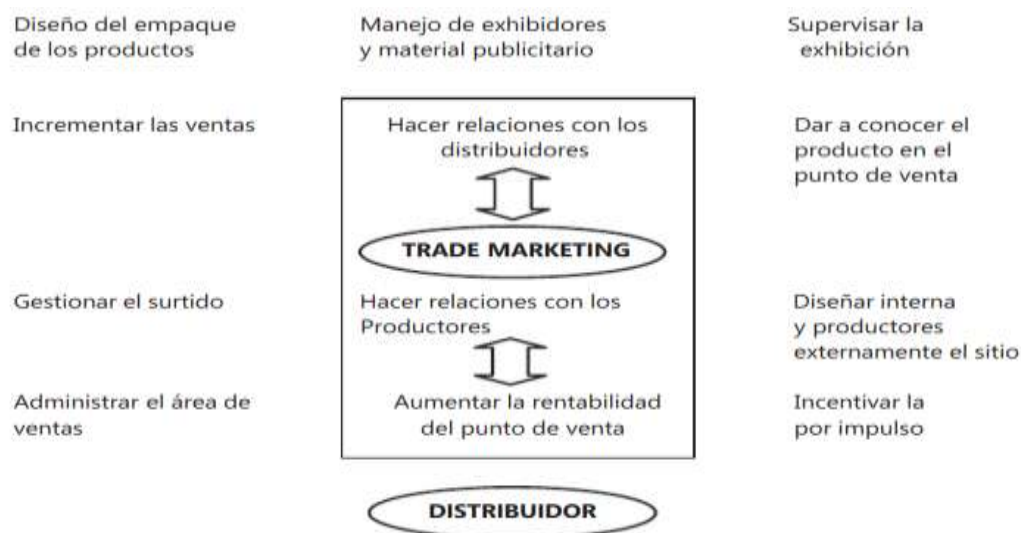 Diseño del empaque
de los productos
Manejo de exhibidores
y material publicitario
Supervisar la
exhibición
Incrementar las ventas
Hacer relaciones con los
distribuidores
Dar a conocer el
producto en el
punto de venta
TRADE MARKETING
Gestionar el surtido
Hacer relaciones con los
Productores
Diseñar interna
y productores
externamente el sitio
Administrar el área de
ventas
Aumentar la rentabilidad
del punto de venta
Incentivar la
por impulso
DISTRIBUIDOR